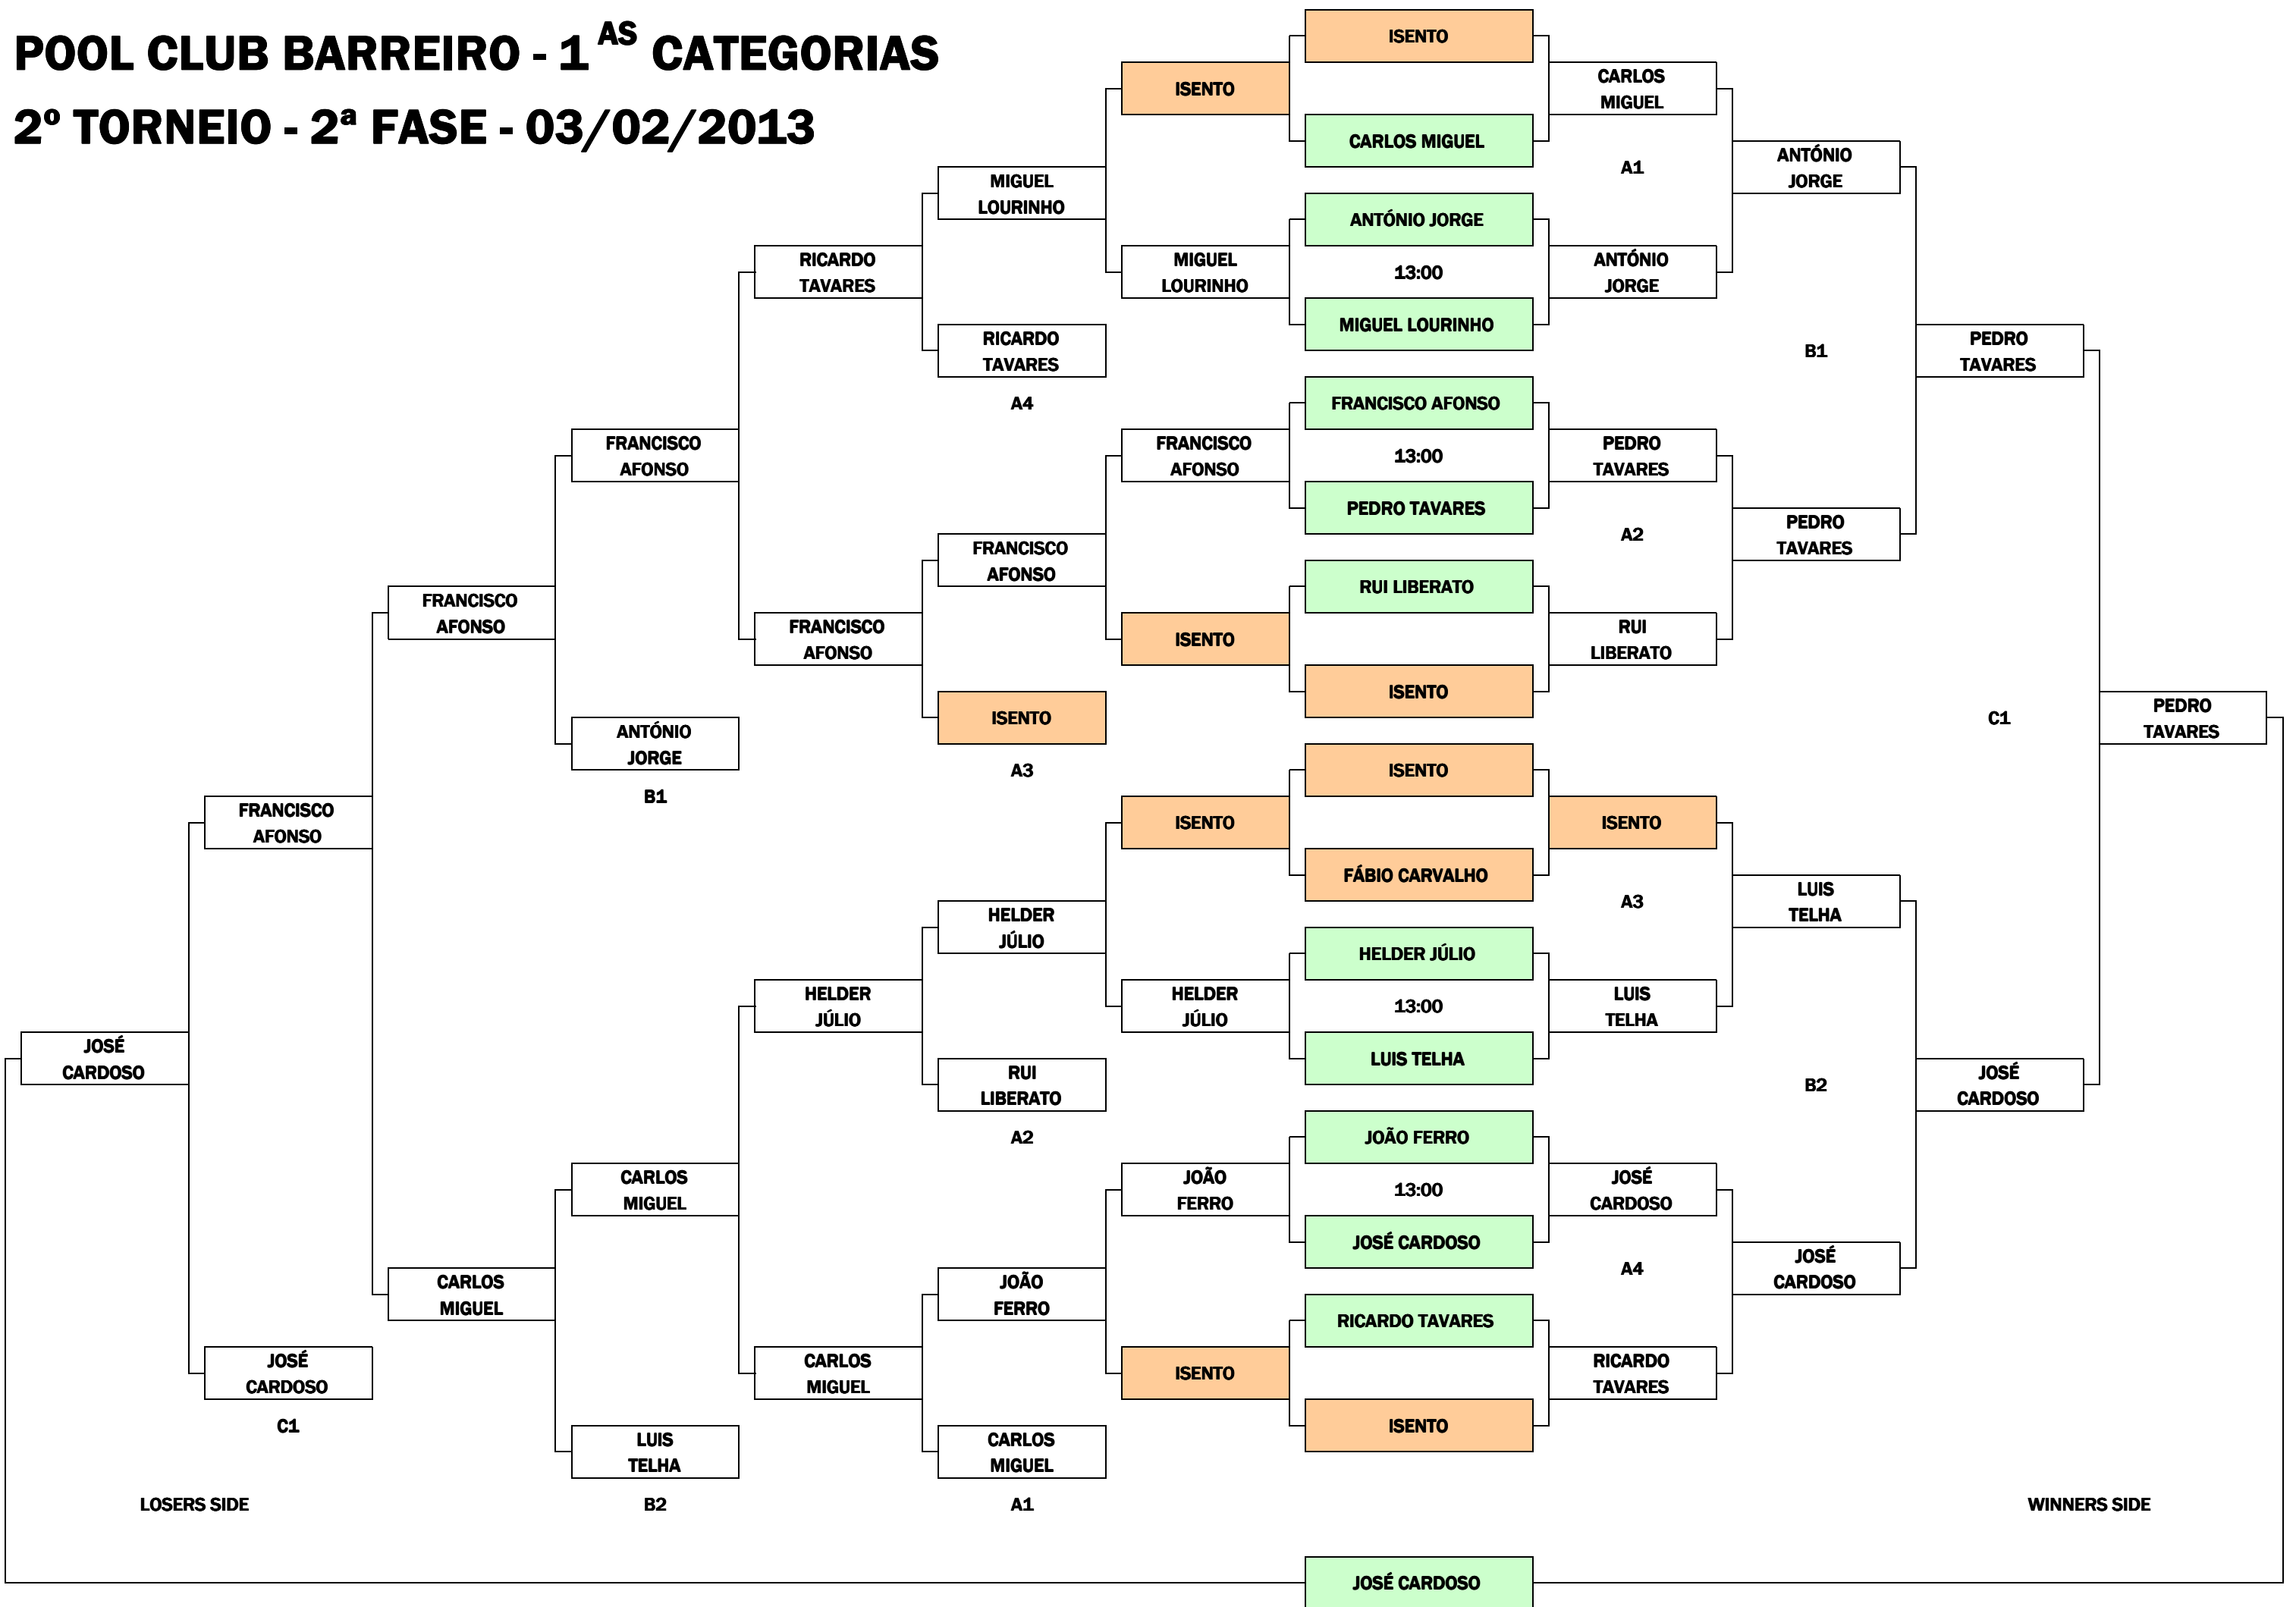 POOL CLUB BARREIRO - 1 AS CATEGORIAS
2º TORNEIO - 2ª FASE - 03/02/2013
ISENTO
CARLOS
MIGUEL
ISENTO
CARLOS MIGUEL
ANTÓNIO
JORGE
A1
MIGUEL
LOURINHO
ANTÓNIO JORGE
RICARDO
TAVARES
MIGUEL
LOURINHO
13:00
ANTÓNIO
JORGE
MIGUEL LOURINHO
RICARDO
TAVARES
B1
PEDRO
TAVARES
A4
FRANCISCO AFONSO
FRANCISCO
AFONSO
FRANCISCO
AFONSO
13:00
PEDRO
TAVARES
PEDRO TAVARES
A2
PEDRO
TAVARES
FRANCISCO
AFONSO
FRANCISCO
AFONSO
RUI LIBERATO
FRANCISCO
AFONSO
ISENTO
RUI
LIBERATO
ISENTO
ANTÓNIO
JORGE
ISENTO
C1
PEDRO
TAVARES
B1
A3
ISENTO
FRANCISCO
AFONSO
ISENTO
ISENTO
FÁBIO CARVALHO
A3
LUIS
TELHA
HELDER
JÚLIO
HELDER JÚLIO
HELDER
JÚLIO
HELDER
JÚLIO
13:00
LUIS
TELHA
JOSÉ
CARDOSO
RUI
LIBERATO
LUIS TELHA
B2
JOSÉ
CARDOSO
A2
JOÃO FERRO
CARLOS
MIGUEL
JOÃO
FERRO
13:00
JOSÉ
CARDOSO
JOSÉ CARDOSO
A4
JOSÉ
CARDOSO
CARLOS
MIGUEL
JOÃO
FERRO
RICARDO TAVARES
JOSÉ
CARDOSO
CARLOS
MIGUEL
ISENTO
RICARDO
TAVARES
C1
ISENTO
LUIS
TELHA
CARLOS
MIGUEL
LOSERS SIDE
B2
A1
WINNERS SIDE
JOSÉ CARDOSO